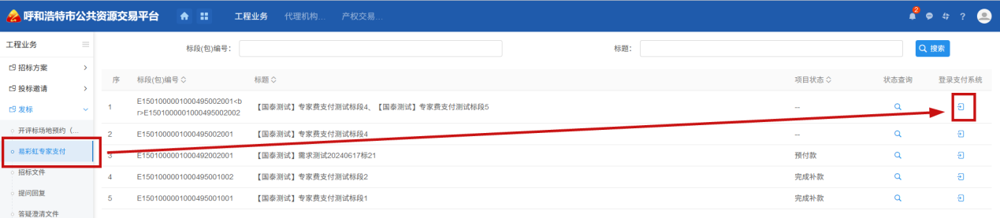 呼和浩特市公共资源交易平台 工程业务 代理机构... 产权交易... 2 ?
工程业务
标段(包)编号: 标题: 搜索
招标方案
投标邀请
发标
开评标场地预约（...
易彩虹专家支付
招标文件
提问回复
答疑澄清文件
序 标段(包)编号 标题 项目状态 状态查询 登录支付系统
1 E1501000001000495002001<b
r>E1501000001000495002002 【国泰测试】专家费支付测试标段4、【国泰测试】专家费支付测试标段5 --
2 E1501000001000495002001 【国泰测试】专家费支付测试标段4 --
3 E1501000001000492002001 【国泰测试】需求测试20240617标21 预付款
4 E1501000001000495001002 【国泰测试】专家费支付测试标段2 完成补款
5 E1501000001000495001001 【国泰测试】专家费支付测试标段1 完成补款